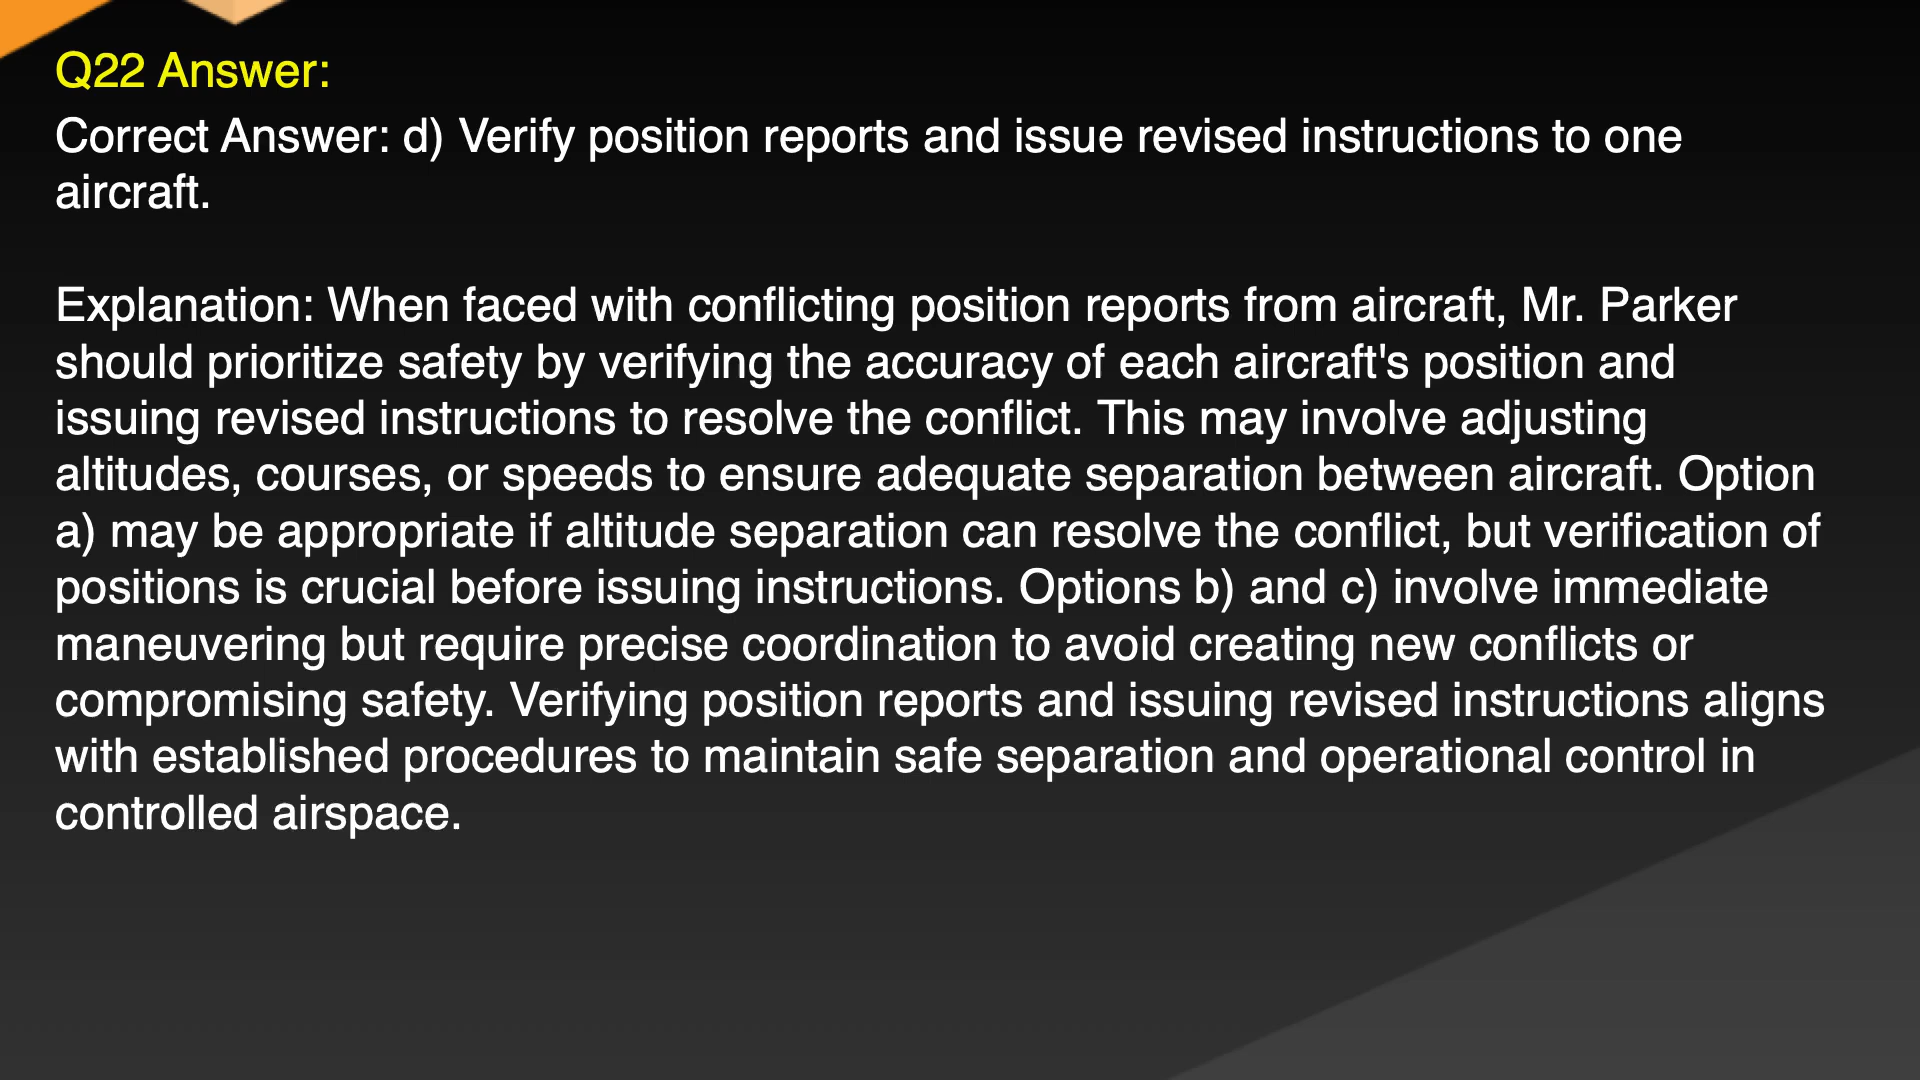 Q22 Answer:
Correct Answer: d) Verify position reports and issue revised instructions to one
aircraft.
Explanation: When faced with conflicting position reports from aircraft, Mr. Parker
should prioritize safety by verifying the accuracy of each aircraft's position and
issuing revised instructions to resolve the conflict. This may involve adjusting
altitudes, courses, or speeds to ensure adequate separation between aircraft. Option
a) may be appropriate if altitude separation can resolve the conflict, but verification of
positions is crucial before issuing instructions. Options b) and c) involve immediate
maneuvering but require precise coordination to avoid creating new conflicts or
compromising safety. Verifying position reports and issuing revised instructions aligns
with established procedures to maintain safe separation and operational control in
controlled airspace.